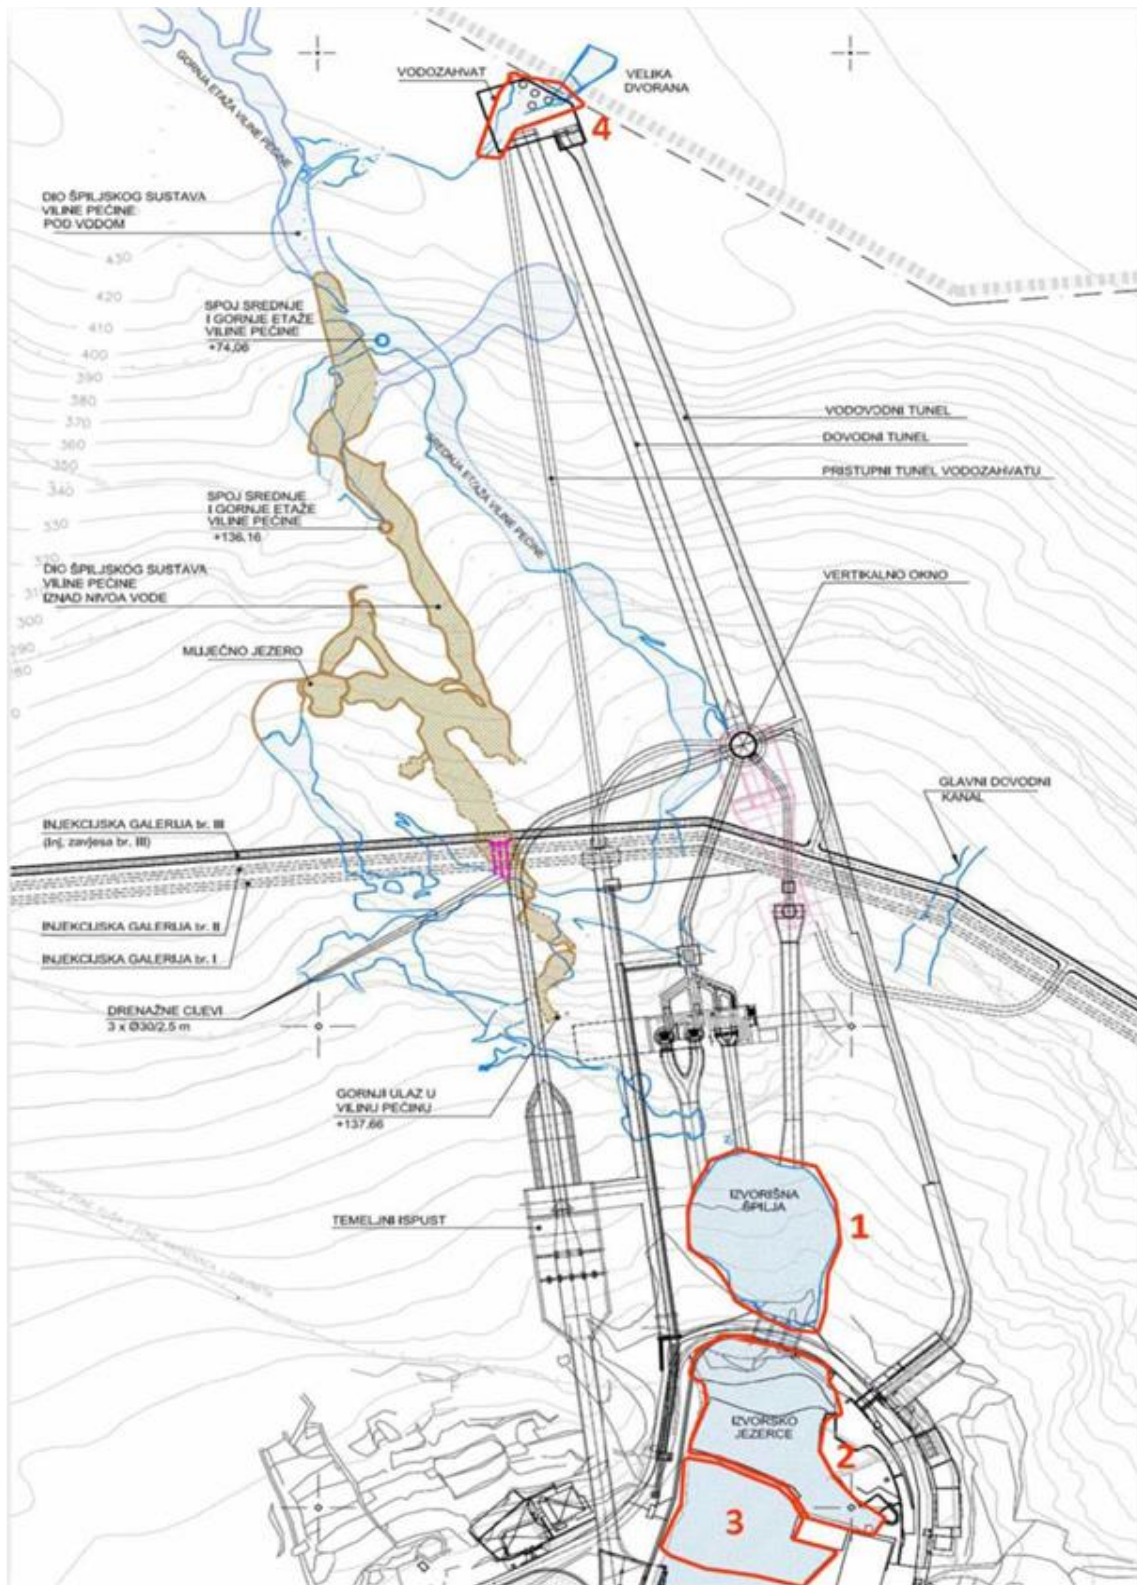 GORNJA ETAŽA VILINE PEĆINE
VODOZAHVAT
VELIKA
DVORANA
4
DIO ŠPILJSKOG SUSTAVA
VILINE PEĆINE
POD VODOM
430
420
410
400
390
380
370
360
350
340
330
320
310
300
290
SPOJ SREDNJE
I GORNJE ETAŽE
VILINE PEĆINE
+74,06
VODOVODNI TUNEL
DOVODNI TUNEL
PRISTUPNI TUNEL VODOZAHVATU
SREDNJA ETAŽA VILINE PEĆINE
SPOJ SREDNJE
I GORNJE ETAŽE
VILINE PEĆINE
+136,16
DIO ŠPILJSKOG SUSTAVA
VILINE PEĆINE
IZNAD NIVOA VODE
VERTIKALNO OKNO
MLIJEČNO JEZERO
GLAVNI DOVODNI
KANAL
INJEKCIJSKA GALERIJA br. III
(Inj. zavjesa br. III)
INJEKCIJSKA GALERIJA br. II
INJEKCIJSKA GALERIJA br. I
DRENAŽNE CIJEVI
3 x Ø30/2.5 m
GORNJI ULAZ U
VILINU PEĆINU
+137.66
TEMELJNI ISPUST
IZVORIŠNA
ŠPILJA
1
IZVORSKO
JEZERCE
2
3